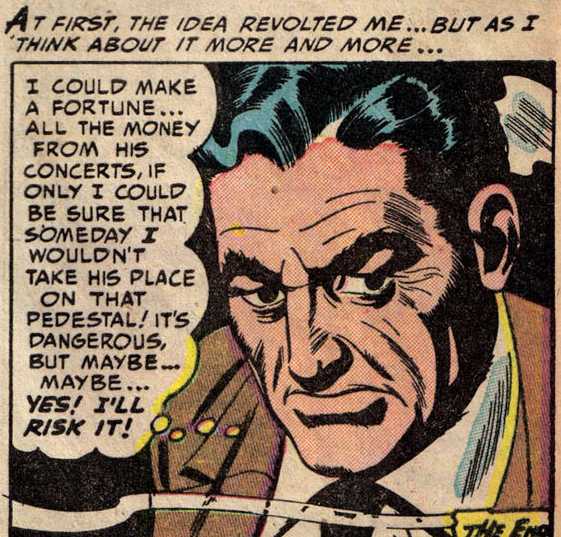 AT FIRST, THE IDEA REVOLTED ME...BUT AS I
THINK ABOUT IT MORE AND MORE...
I COULD MAKE
A FORTUNE...
ALL THE MONEY
FROM HIS
CONCERTS, IF
ONLY I COULD
BE SURE THAT
SOMEDAY I
WOULDN'T
TAKE HIS PLACE
ON THAT
PEDESTAL! IT'S
DANGEROUS,
BUT MAYBE...
MAYBE...
YES! I'LL
RISK IT!
THE END